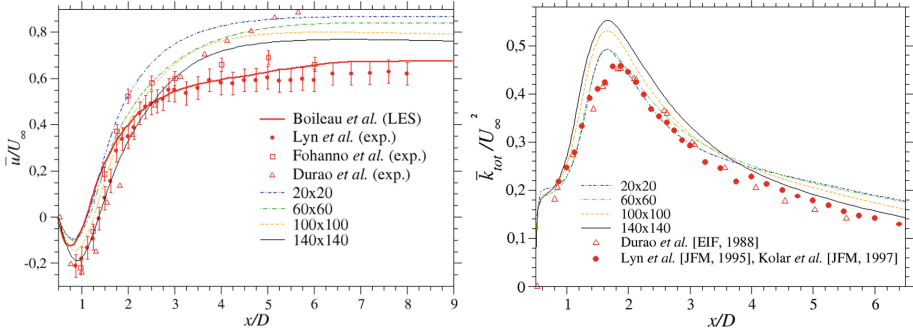 0,8
0,6
0,4
0,2
0
-0,2
ū/U∞
1 2 3 4 5 6 7 8 9
x/D
Boileau et al. (LES)
Lyn et al. (exp.)
Fohanno et al. (exp.)
Durao et al. (exp.)
20x20
60x60
100x100
140x140
0,5
0,4
0,3
0,2
0,1
0
k̄tot/U∞²
1 2 3 4 5 6
x/D
20x20
60x60
100x100
140x140
Durao et al. [EIF, 1988]
Lyn et al. [JFM, 1995], Kolar et al. [JFM, 1997]